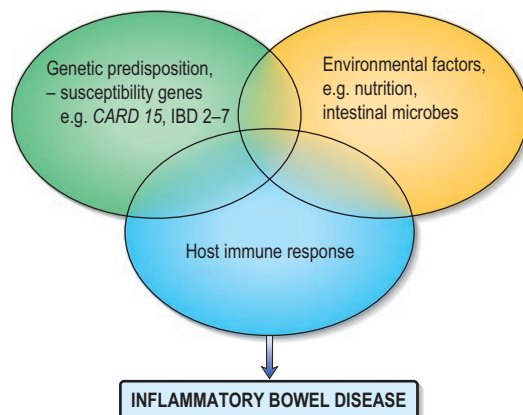 Genetic predisposition,
– susceptibility genes
e.g. CARD 15, IBD 2–7
Environmental factors,
e.g. nutrition,
intestinal microbes
Host immune response
INFLAMMATORY BOWEL DISEASE